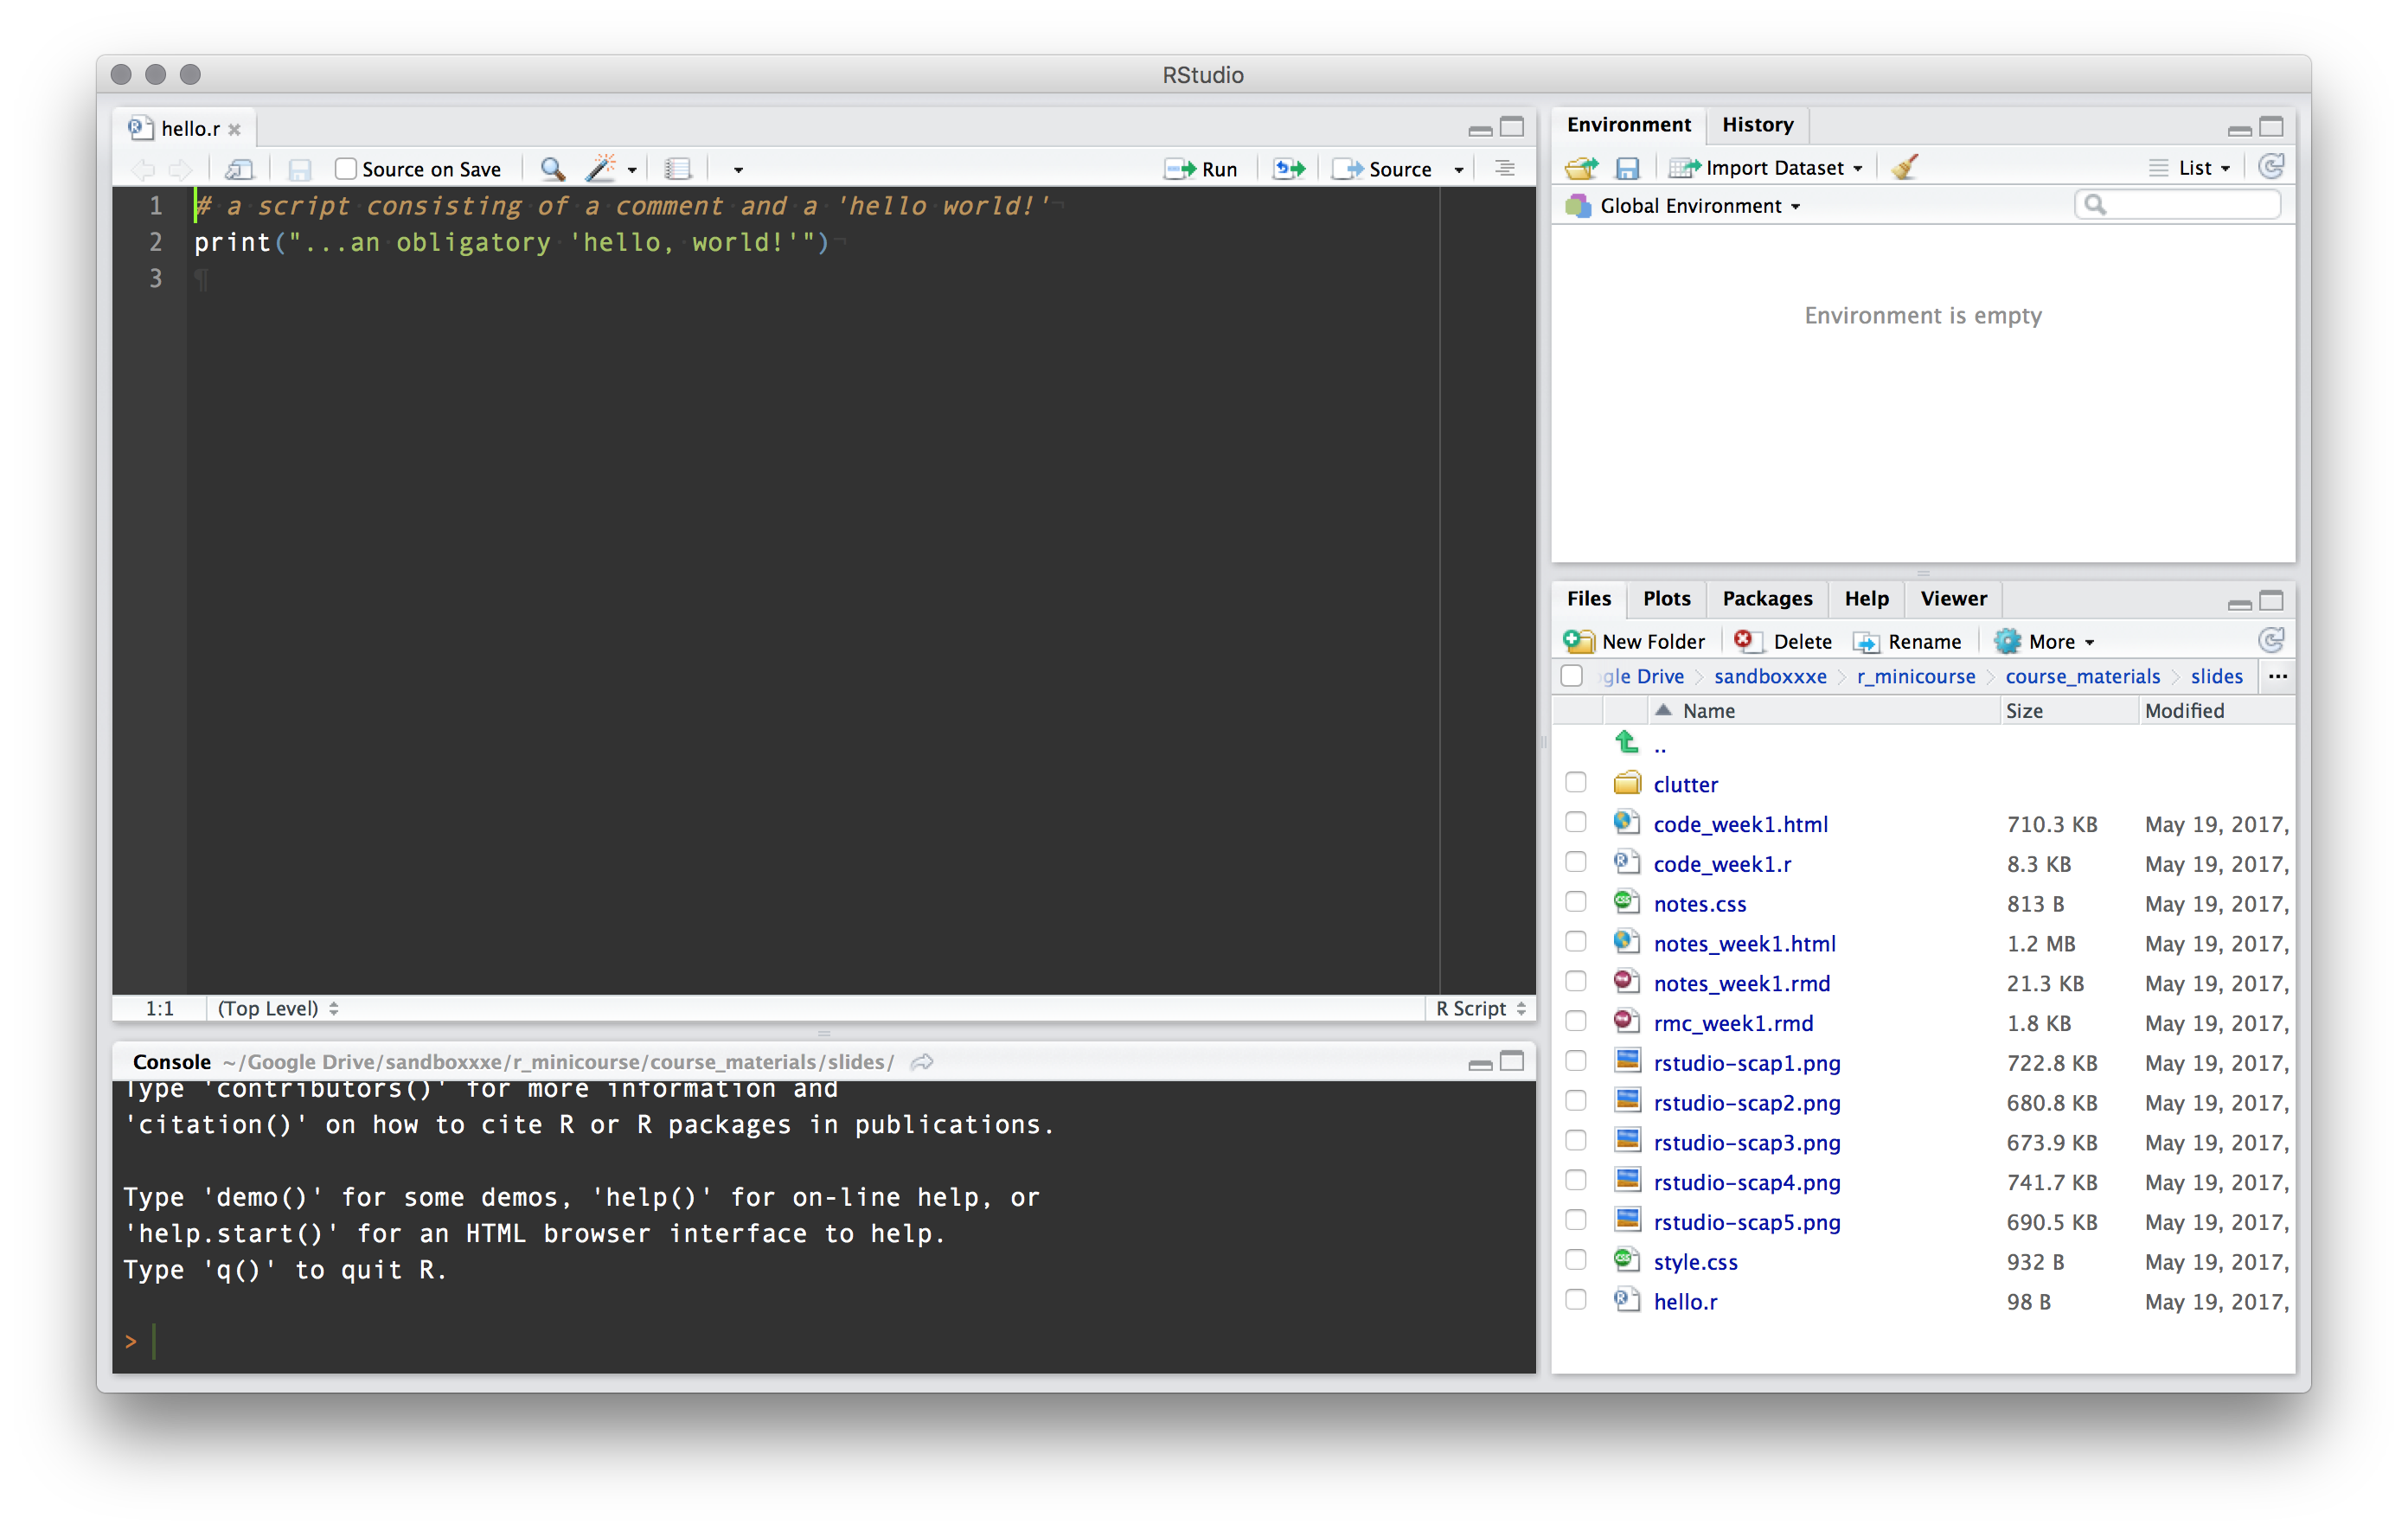 RStudio
hello.r
Source on Save
Run
Source
1 # a script consisting of a comment and a 'hello world!'¬
2 print("...an obligatory 'hello, world!'")¬
3 ¶
1:1 (Top Level) R Script
Console ~/Google Drive/sandboxxxe/r_minicourse/course_materials/slides/
Type 'contributors()' for more information and
'citation()' on how to cite R or R packages in publications.
Type 'demo()' for some demos, 'help()' for on-line help, or
'help.start()' for an HTML browser interface to help.
Type 'q()' to quit R.
>
Environment History
Import Dataset List
Global Environment
Environment is empty
Files Plots Packages Help Viewer
New Folder Delete Rename More
gle Drive sandboxxxe r_minicourse course_materials slides ...
Name Size Modified
..
clutter
code_week1.html 710.3 KB May 19, 2017,
code_week1.r 8.3 KB May 19, 2017,
notes.css 813 B May 19, 2017,
notes_week1.html 1.2 MB May 19, 2017,
notes_week1.rmd 21.3 KB May 19, 2017,
rmc_week1.rmd 1.8 KB May 19, 2017,
rstudio-scap1.png 722.8 KB May 19, 2017,
rstudio-scap2.png 680.8 KB May 19, 2017,
rstudio-scap3.png 673.9 KB May 19, 2017,
rstudio-scap4.png 741.7 KB May 19, 2017,
rstudio-scap5.png 690.5 KB May 19, 2017,
style.css 932 B May 19, 2017,
hello.r 98 B May 19, 2017,